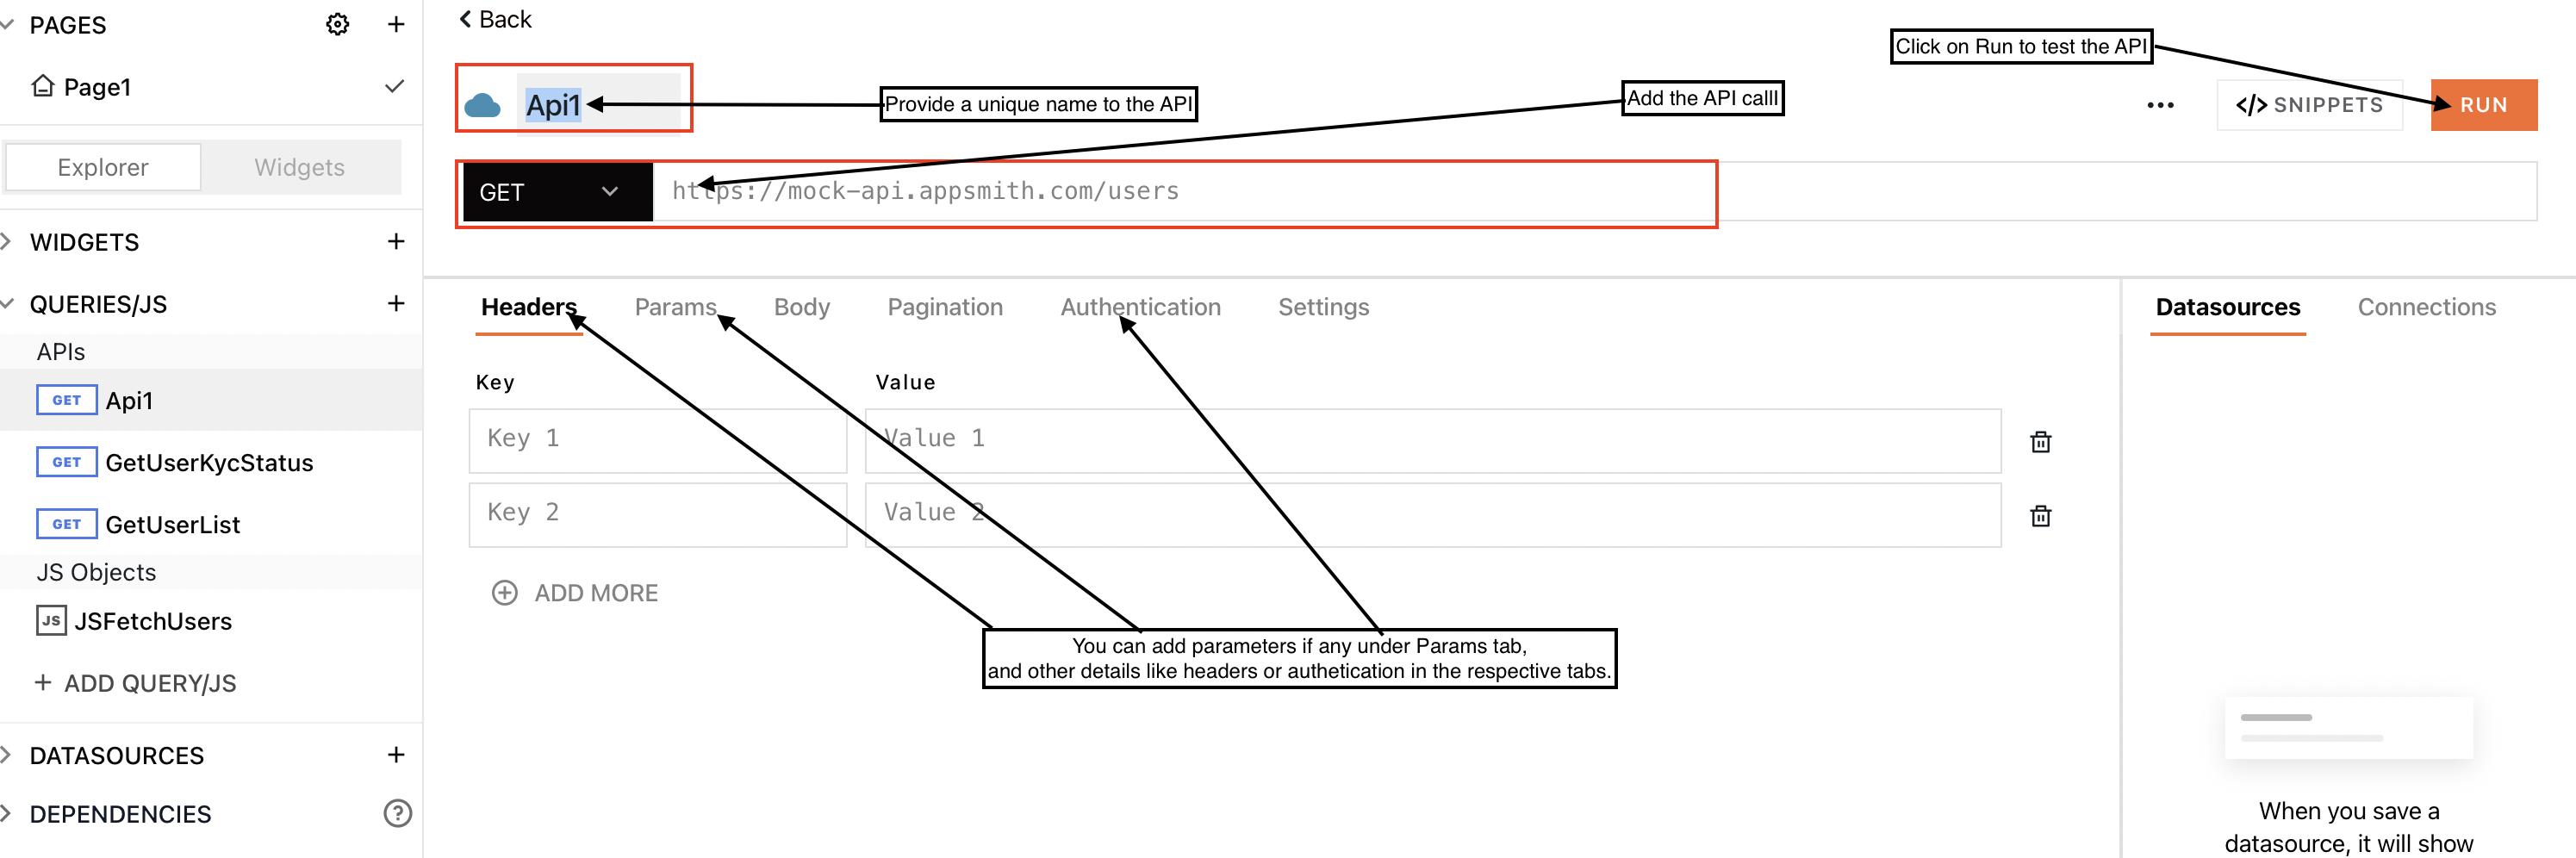 PAGES
Page1
Explorer
Widgets
WIDGETS
QUERIES/JS
APIs
GET Api1
GET GetUserKycStatus
GET GetUserList
JS Objects
JS JSFetchUsers
ADD QUERY/JS
DATASOURCES
DEPENDENCIES
Back
Api1
Provide a unique name to the API
Add the API calll
Click on Run to test the API
</> SNIPPETS
RUN
GET
https://mock-api.appsmith.com/users
Headers
Params
Body
Pagination
Authentication
Settings
Key
Value
Key 1
Value 1
Key 2
Value 2
ADD MORE
You can add parameters if any under Params tab,
and other details like headers or authetication in the respective tabs.
Datasources
Connections
When you save a
datasource, it will show